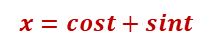 x = cost + sint